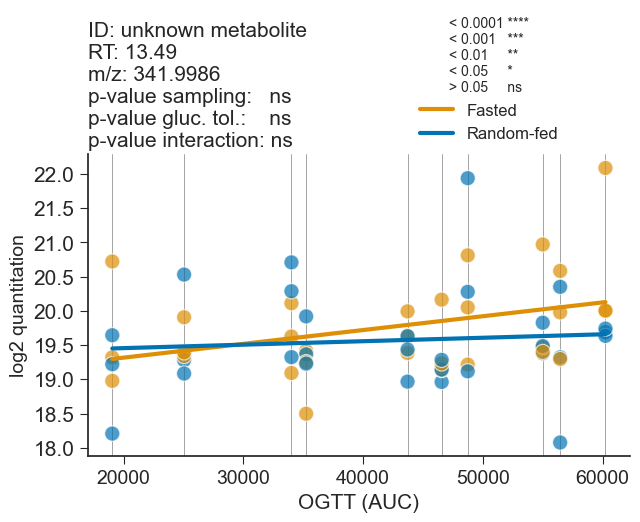 ID: unknown metabolite
RT: 13.49
m/z: 341.9986
p-value sampling: ns
p-value gluc. tol.: ns
p-value interaction: ns
< 0.0001 ****
< 0.001 ***
< 0.01 **
< 0.05 *
> 0.05 ns
Fasted
Random-fed
log2 quantitation
22.0
21.5
21.0
20.5
20.0
19.5
19.0
18.5
18.0
20000 30000 40000 50000 60000
OGTT (AUC)